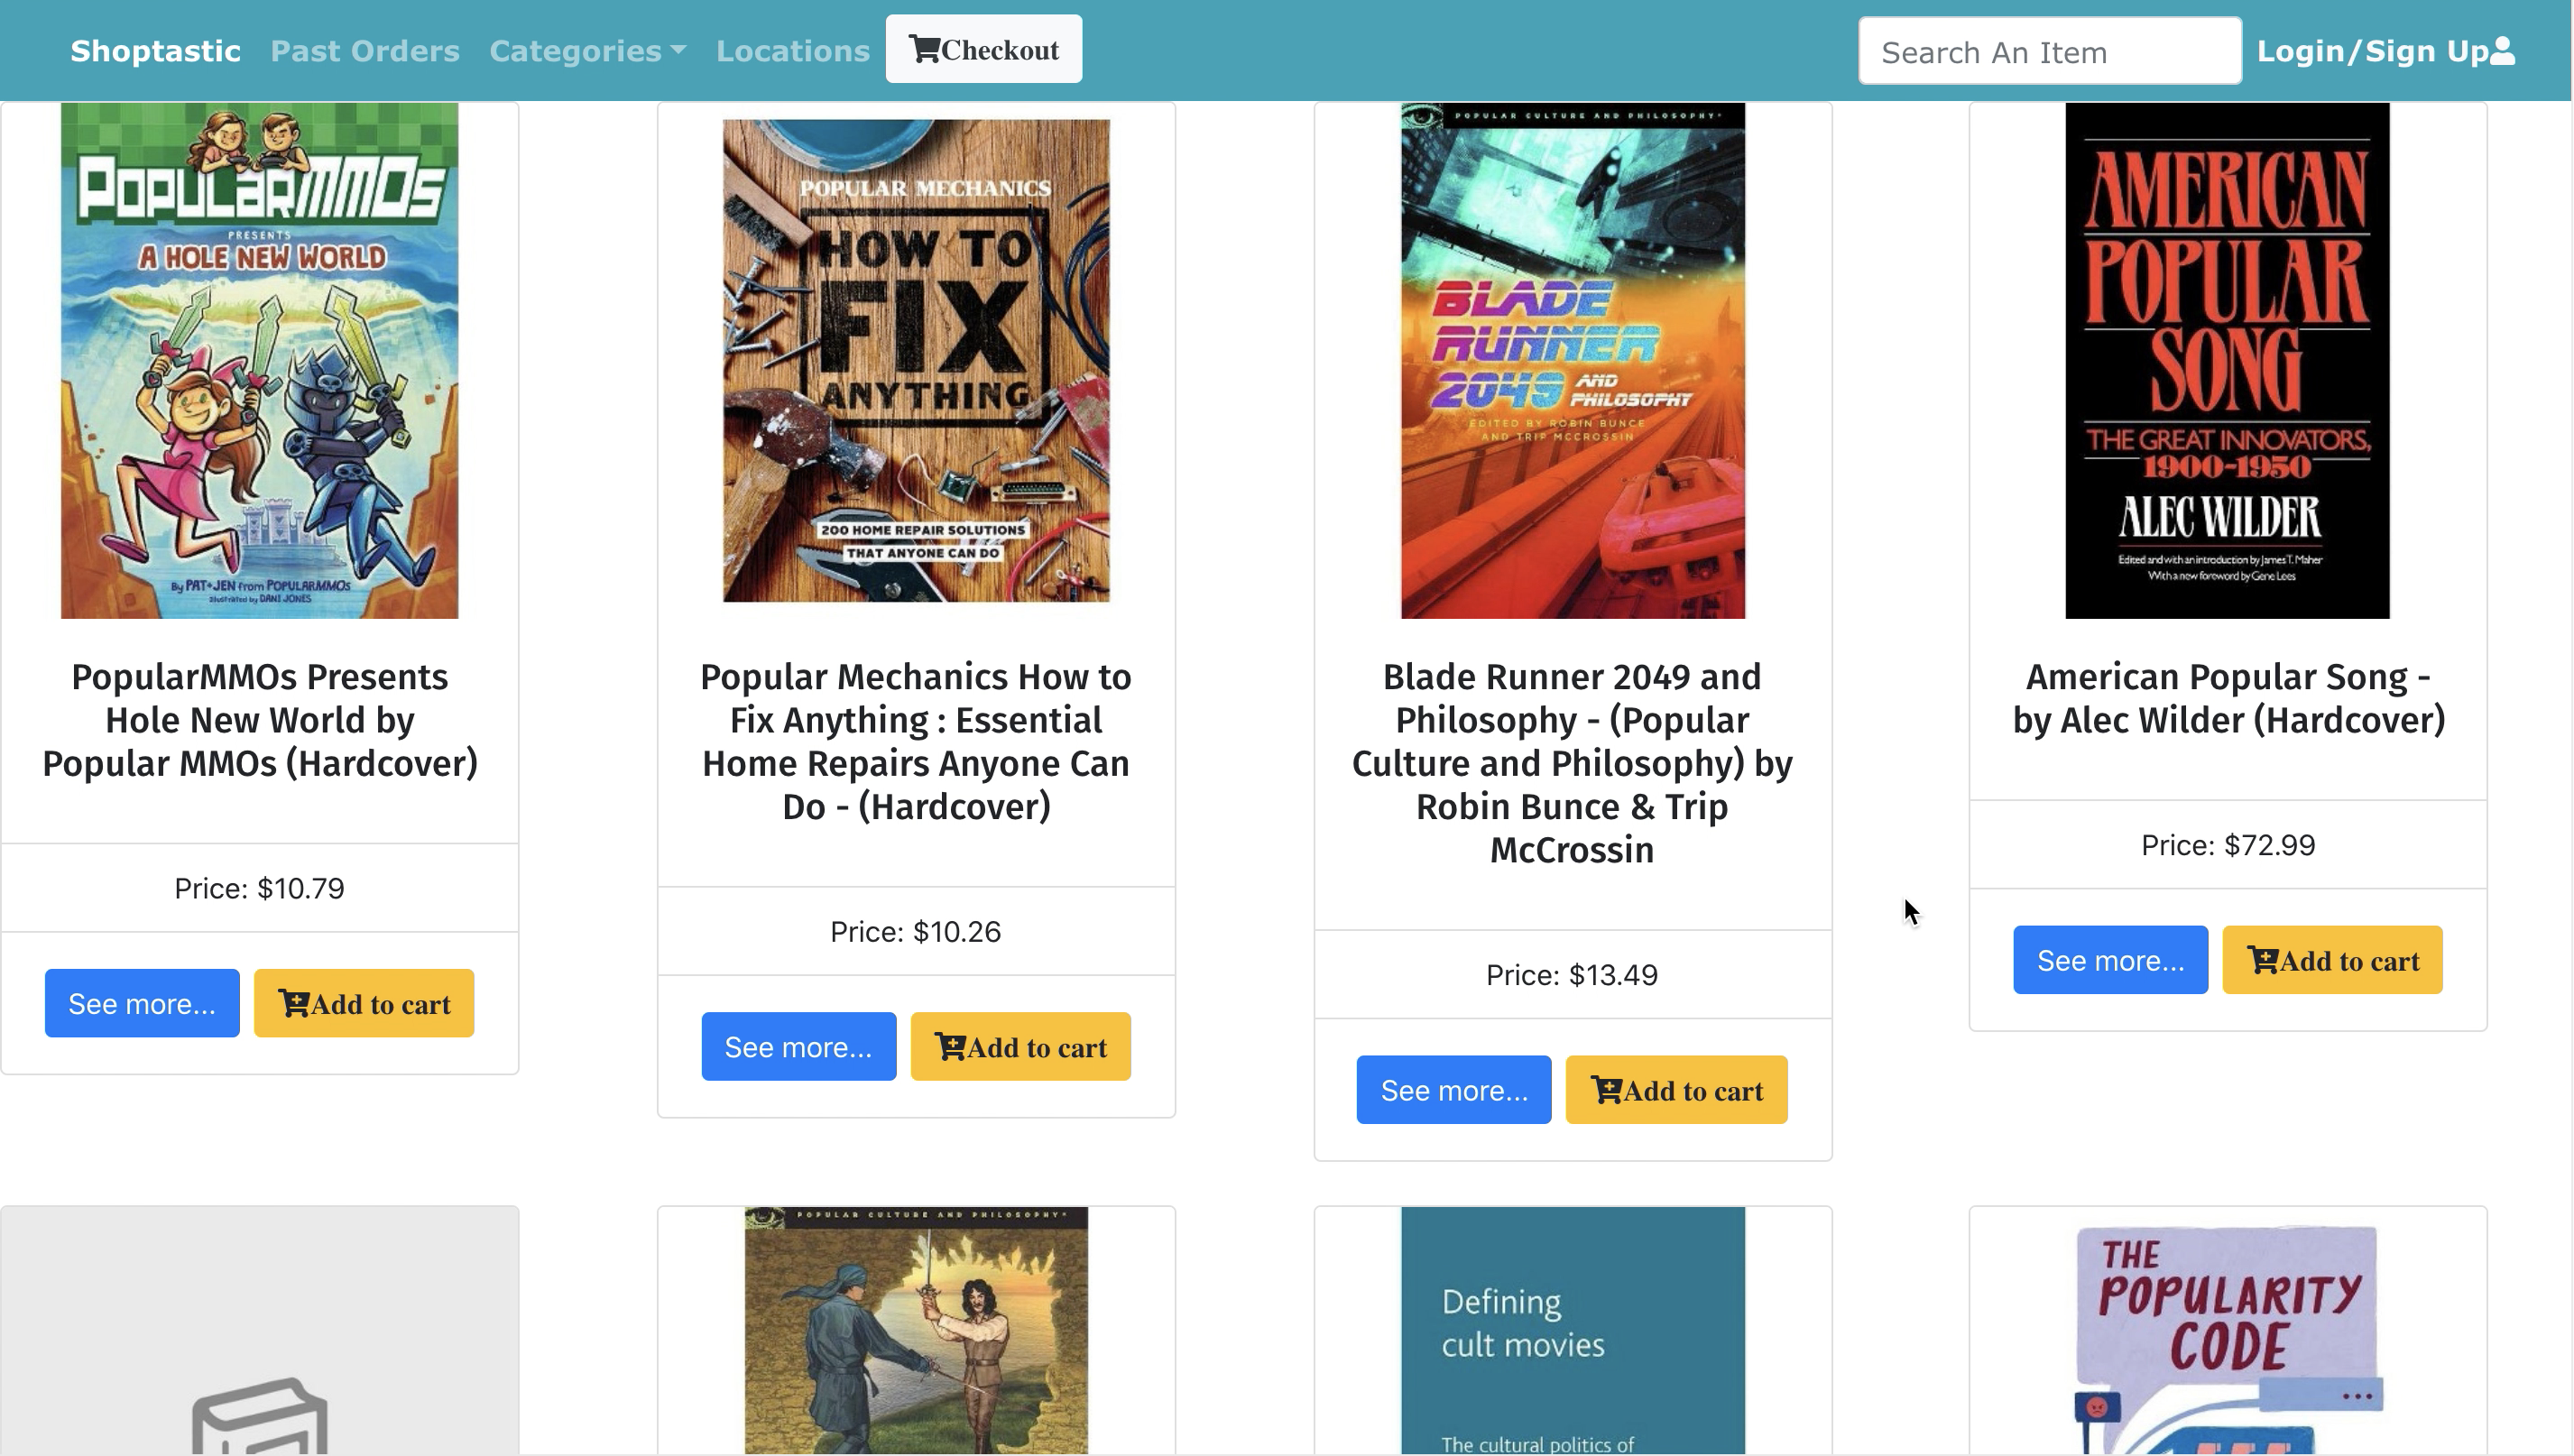 Shoptastic Past Orders Categories Locations Checkout Search An Item Login/Sign Up
POPULARMMOS
PRESENTS
A HOLE NEW WORLD
By PAT+JEN from POPULARMMOs
Illustrated by DANI JONES
PopularMMOs Presents
Hole New World by
Popular MMOs (Hardcover)
Price: $10.79
See more... Add to cart
POPULAR MECHANICS
HOW TO
FIX
ANYTHING
200 HOME REPAIR SOLUTIONS
THAT ANYONE CAN DO
Popular Mechanics How to
Fix Anything : Essential
Home Repairs Anyone Can
Do - (Hardcover)
Price: $10.26
See more... Add to cart
POPULAR CULTURE AND PHILOSOPHY
BLADE
RUNNER
2049 AND
PHILOSOPHY
EDITED BY ROBIN BUNCE
AND TRIP MCCROSSIN
Blade Runner 2049 and
Philosophy - (Popular
Culture and Philosophy) by
Robin Bunce & Trip
McCrossin
Price: $13.49
See more... Add to cart
AMERICAN
POPULAR
SONG
THE GREAT INNOVATORS,
1900-1950
ALEC WILDER
Edited and with an introduction by James T. Maher
With a new foreword by Gene Lees
American Popular Song -
by Alec Wilder (Hardcover)
Price: $72.99
See more... Add to cart
POPULAR CULTURE AND PHILOSOPHY
Defining
cult movies
The cultural politics of
THE
POPULARITY
CODE